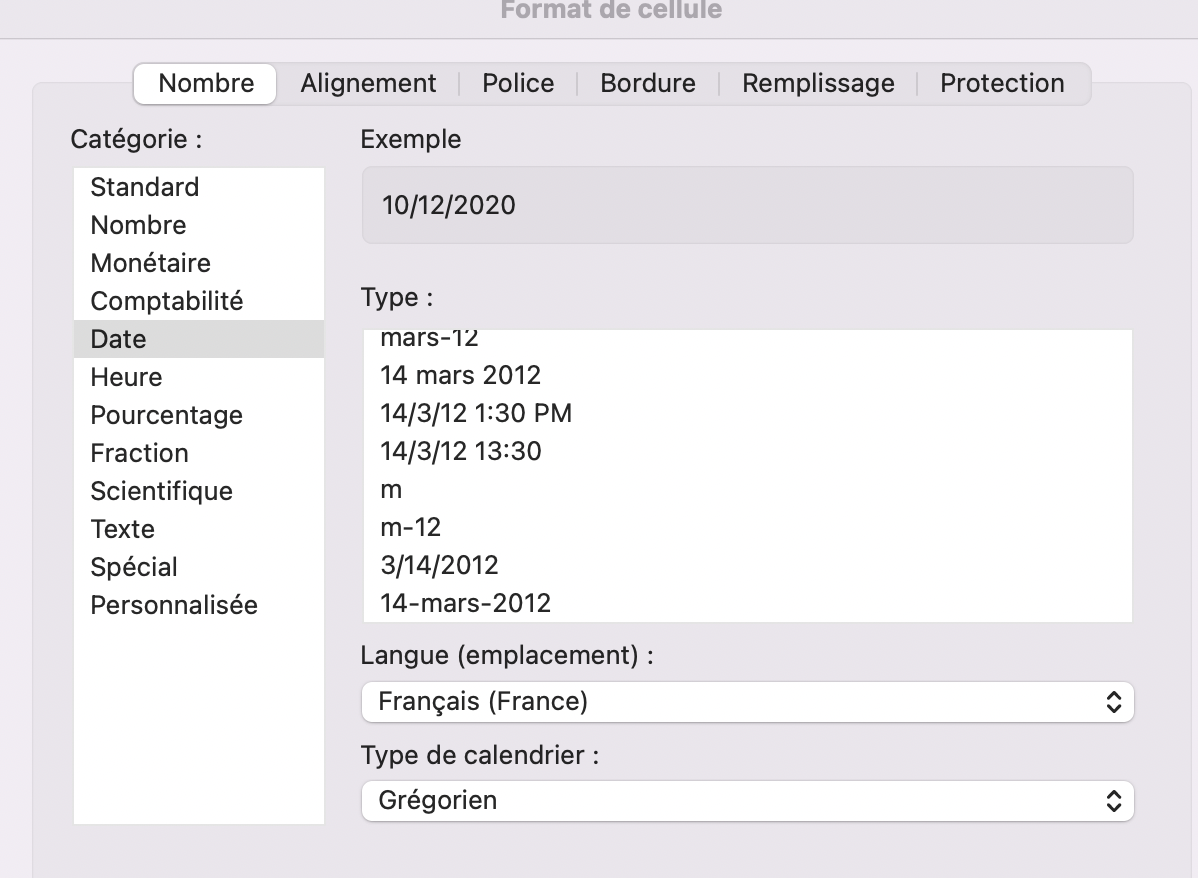 Format de cellule
Nombre
Alignement
Police
Bordure
Remplissage
Protection
Catégorie :
Standard
Nombre
Monétaire
Comptabilité
Date
Heure
Pourcentage
Fraction
Scientifique
Texte
Spécial
Personnalisée
Exemple
10/12/2020
Type :
mars-12
14 mars 2012
14/3/12 1:30 PM
14/3/12 13:30
m
m-12
3/14/2012
14-mars-2012
Langue (emplacement) :
Français (France)
Type de calendrier :
Grégorien